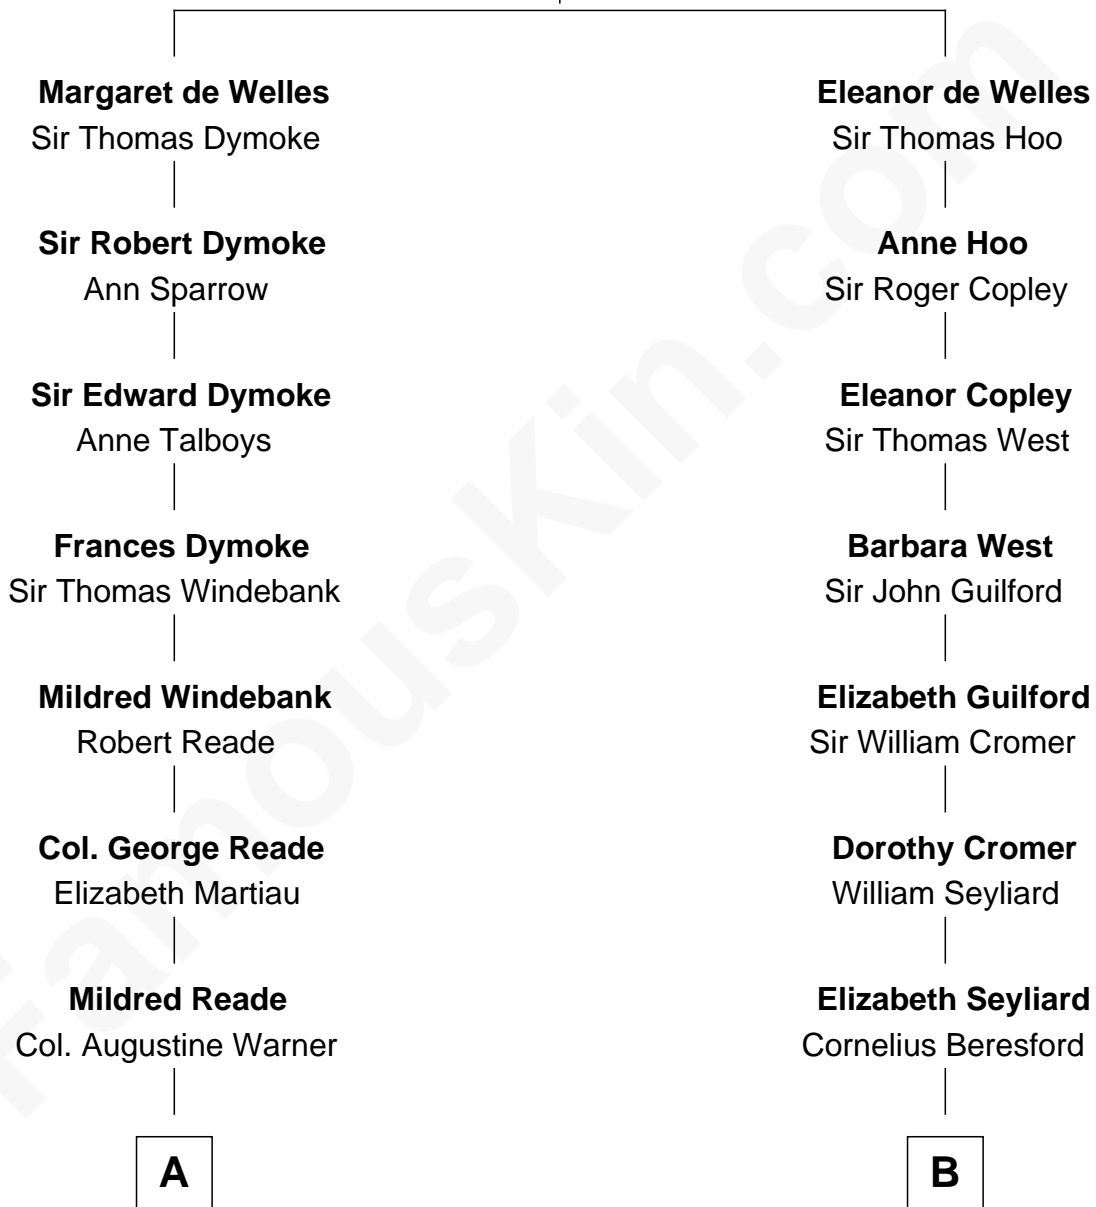 Margaret de Welles
Sir Thomas Dymoke
Eleanor de Welles
Sir Thomas Hoo
Sir Robert Dymoke
Ann Sparrow
Anne Hoo
Sir Roger Copley
Sir Edward Dymoke
Anne Talboys
Eleanor Copley
Sir Thomas West
Frances Dymoke
Sir Thomas Windebank
Barbara West
Sir John Guilford
Mildred Windebank
Robert Reade
Elizabeth Guilford
Sir William Cromer
Col. George Reade
Elizabeth Martiau
Dorothy Cromer
William Seyliard
Mildred Reade
Col. Augustine Warner
Elizabeth Seyliard
Cornelius Beresford
A
B
FamousKin.com